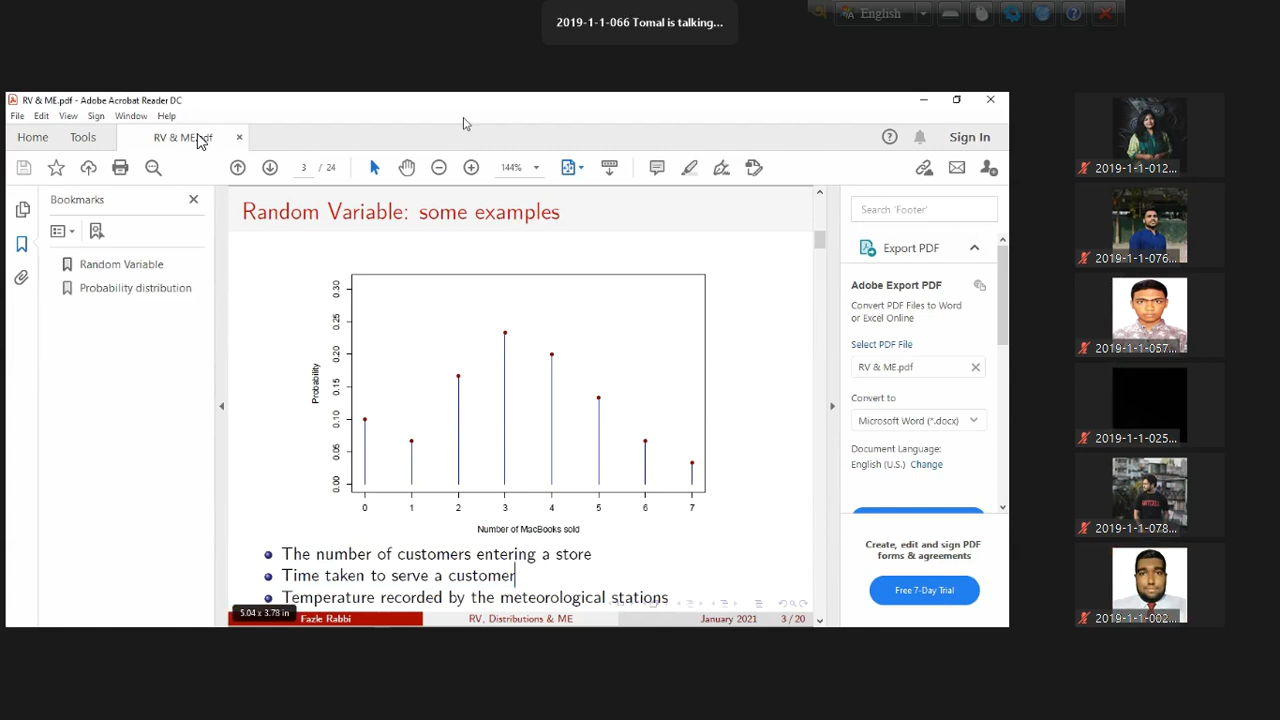 2019-1-1-066 Tomal is talking...
English
RV & ME.pdf - Adobe Acrobat Reader DC
File Edit View Sign Window Help
Home Tools RV & ME.pdf Sign In
3 / 24 144%
Bookmarks
Random Variable
Probability distribution
Random Variable: some examples
Probability
0.30
0.25
0.20
0.15
0.10
0.05
0.00
0 1 2 3 4 5 6 7
Number of MacBooks sold
The number of customers entering a store
Time taken to serve a customer
Temperature recorded by the meteorological stations
5.04 x 3.78 in
Fazle Rabbi RV, Distributions & ME January 2021 3 / 20
Search 'Footer'
Export PDF
Adobe Export PDF
Convert PDF Files to Word
or Excel Online
Select PDF File
RV & ME.pdf
Convert to
Microsoft Word (*.docx)
Document Language:
English (U.S.) Change
Create, edit and sign PDF
forms & agreements
Free 7-Day Trial
2019-1-1-012...
2019-1-1-076...
2019-1-1-057...
2019-1-1-025...
2019-1-1-078...
2019-1-1-002...